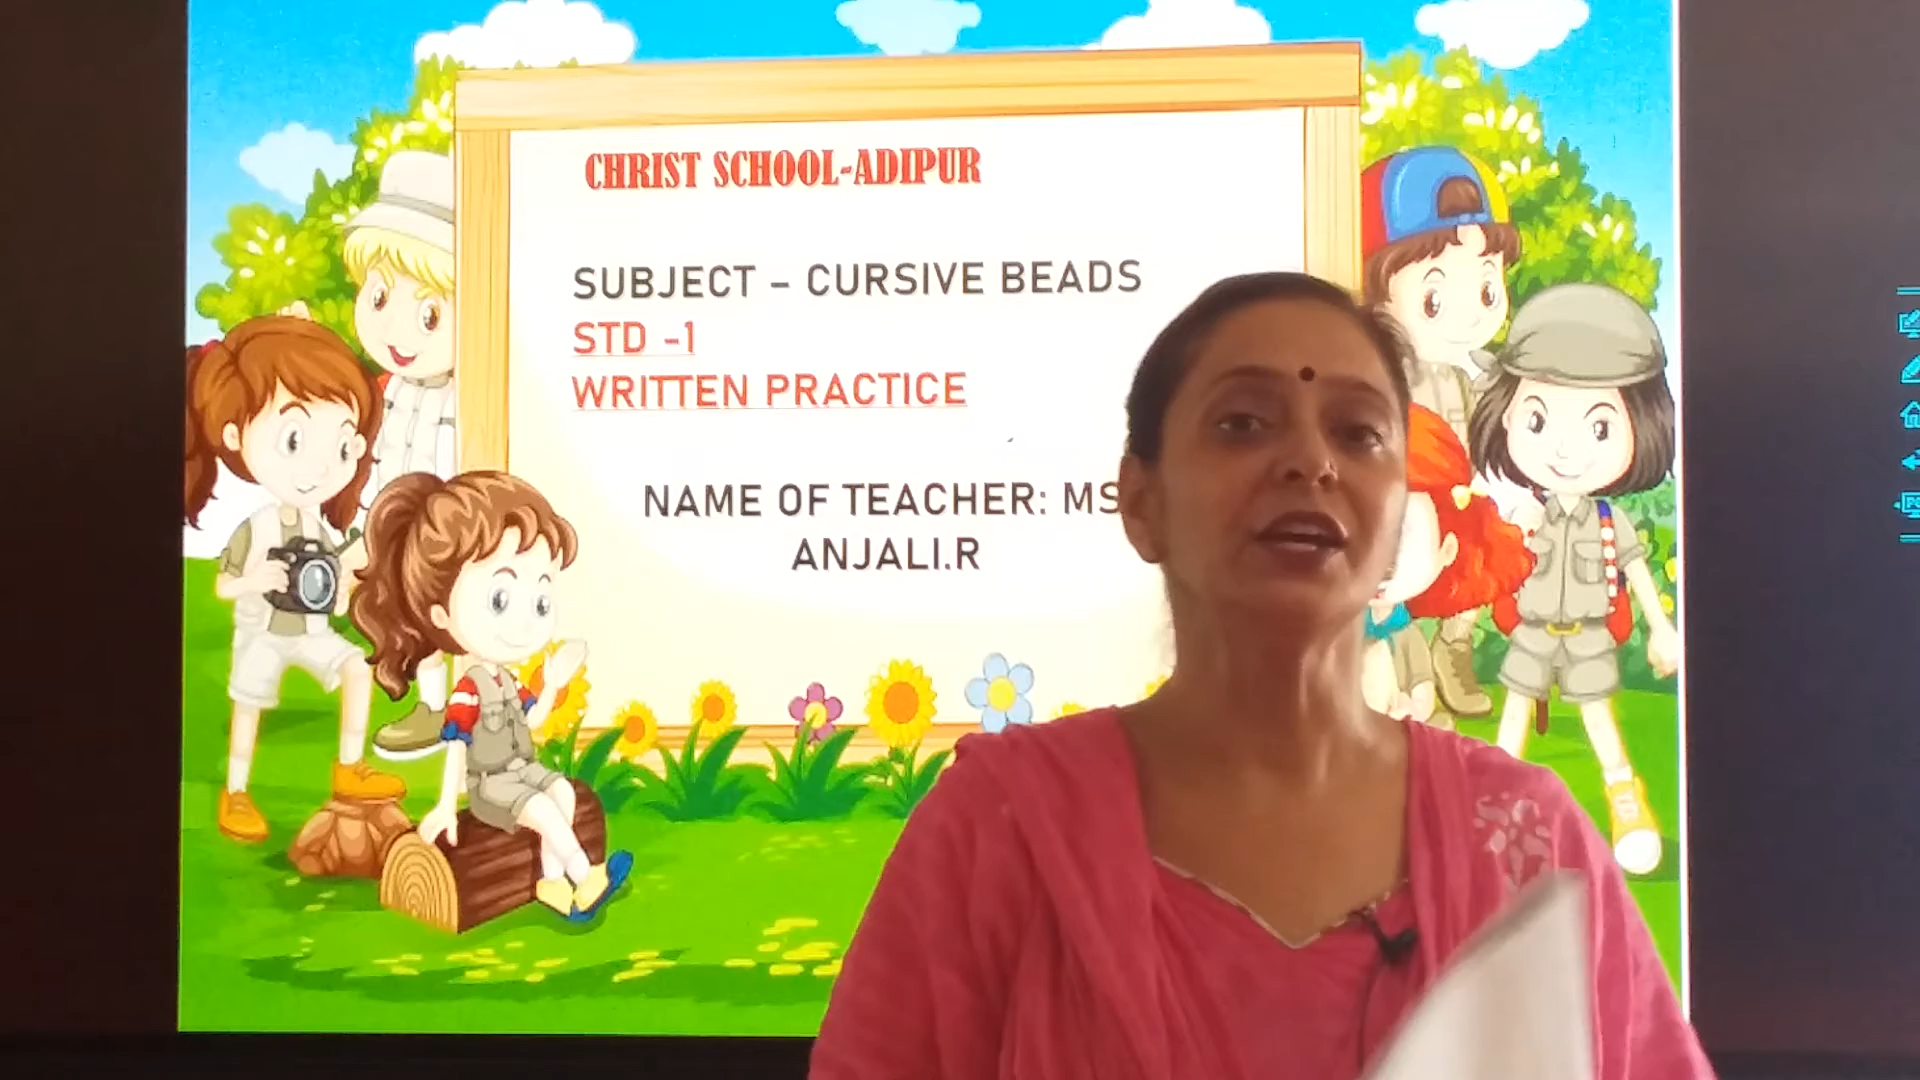 CHRIST SCHOOL-ADIPUR
SUBJECT – CURSIVE BEADS
STD -1
WRITTEN PRACTICE
NAME OF TEACHER: MS
ANJALI.R